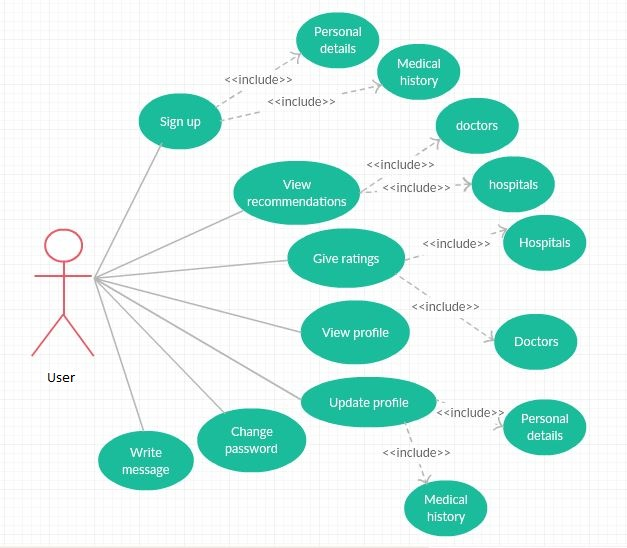 Personal
details
<<include>>
Medical
history
<<include>>
Sign up
doctors
<<include>>
View
recommendations
<<include>>
hospitals
Give ratings
<<include>>
Hospitals
<<include>>
View profile
Doctors
User
Update profile
<<include>>
Personal
details
Change
password
<<include>>
Write
message
Medical
history